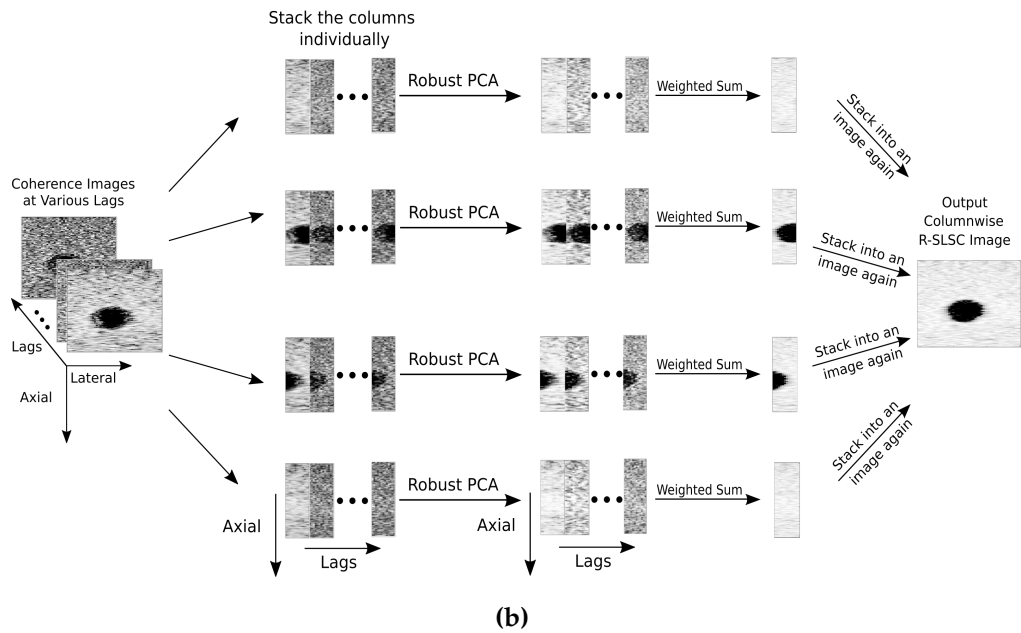 Stack the columns
individually
Robust PCA
Weighted Sum
Stack into an
image again
Coherence Images
at Various Lags
Lags
Lateral
Axial
Robust PCA
Weighted Sum
Stack into an
image again
Output
Columnwise
R-SLSC Image
Robust PCA
Weighted Sum
Stack into an
image again
Robust PCA
Weighted Sum
Stack into an
image again
Axial
Lags
Axial
Lags
(b)